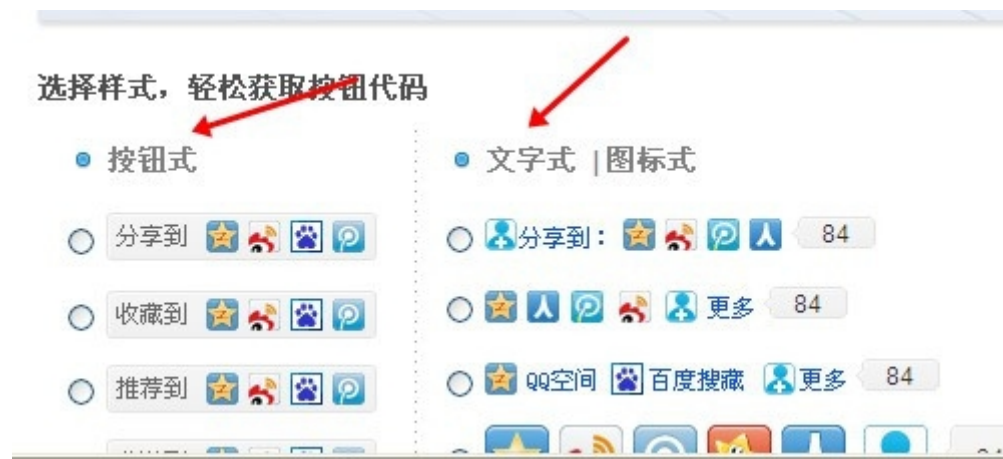 选择样式，轻松获取按钮代码
按钮式
分享到
收藏到
推荐到
文字式 |图标式
分享到： 84
更多 84
QQ空间 百度搜藏 更多 84